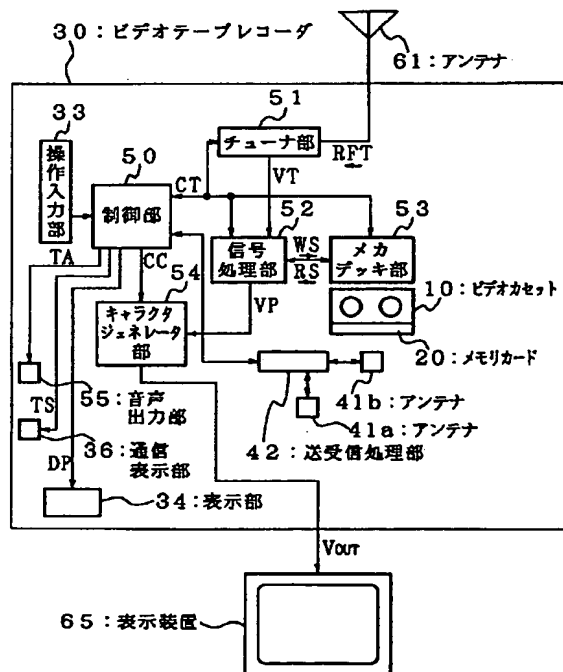 30：ビデオテープレコーダ
61：アンテナ
33
操作入力部
50
制御部
51
チューナ部
RFT
CT
VT
52
信号
処理部
WS
RS
53
メカ
デッキ部
10：ビデオカセット
20：メモリカード
TA
CC
54
キャラクタ
ジェネレータ
部
VP
55：音声
出力部
TS
36：通信
表示部
DP
34：表示部
41b：アンテナ
41a：アンテナ
42：送受信処理部
VOUT
65：表示装置